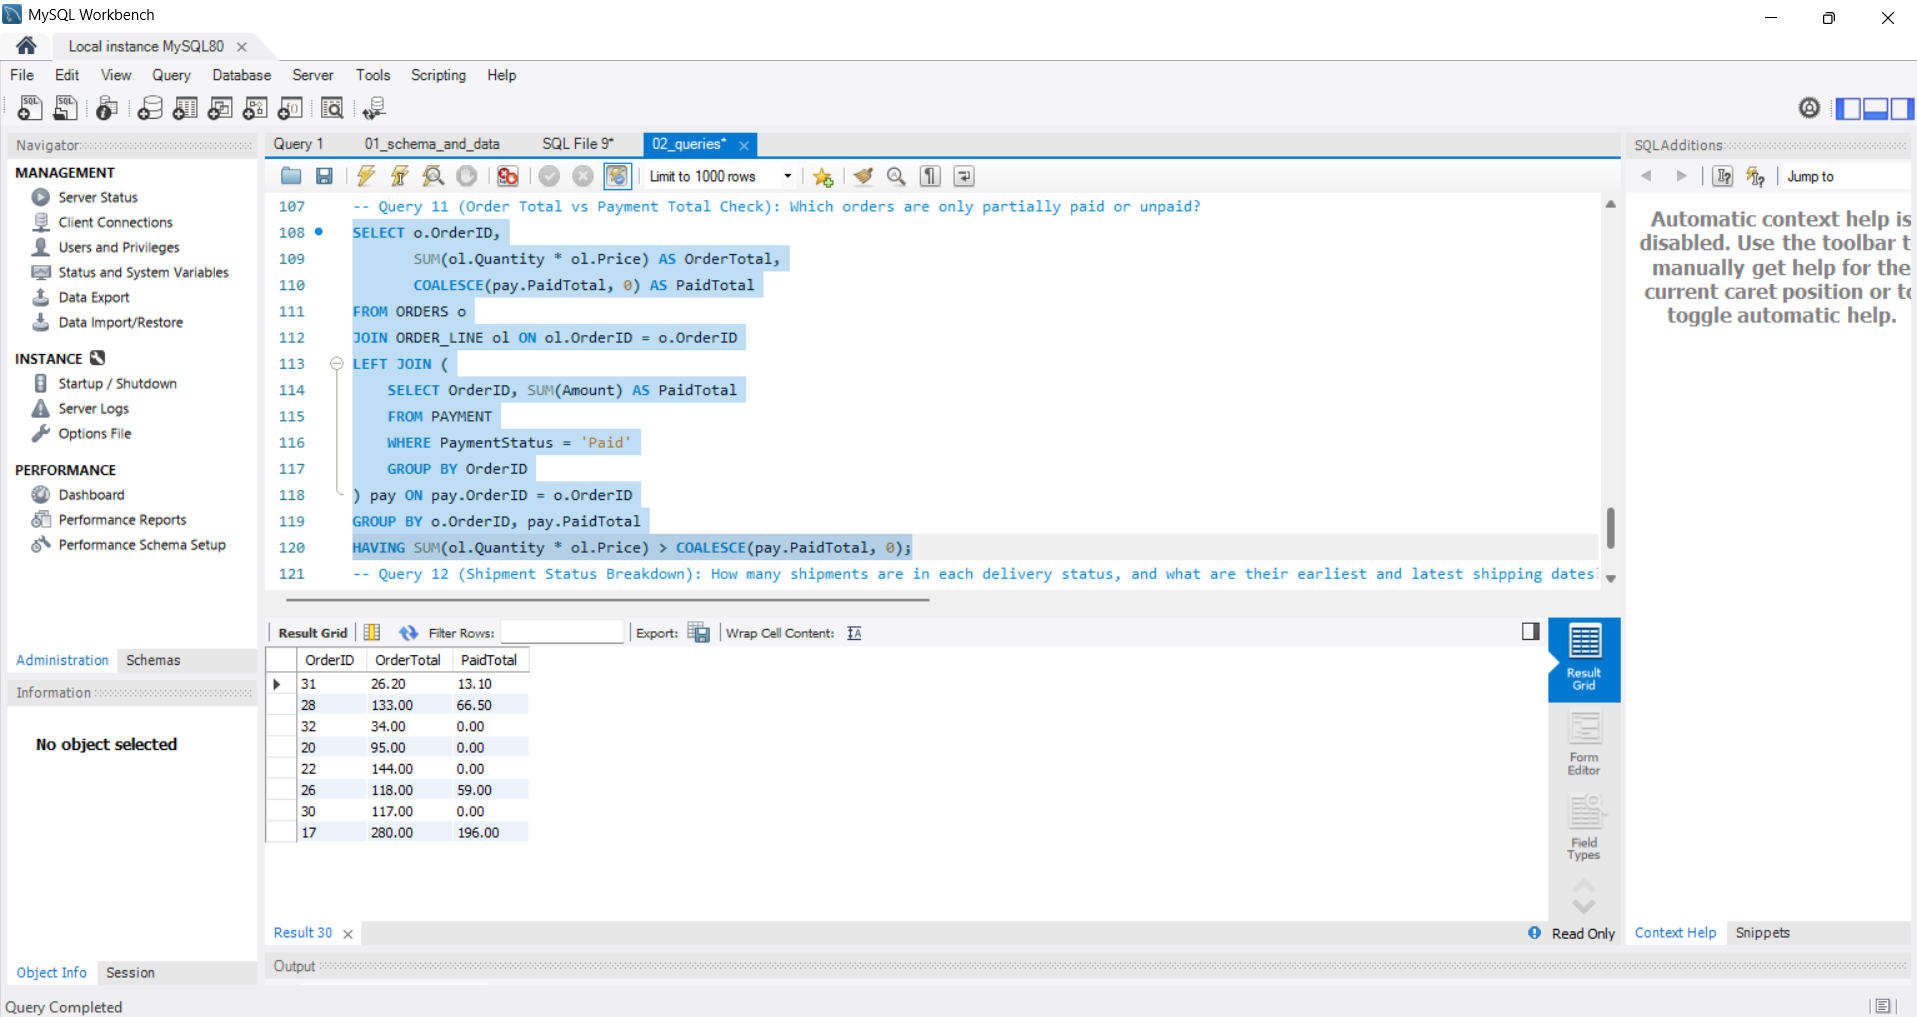 MySQL Workbench
Local instance MySQL80
File Edit View Query Database Server Tools Scripting Help
Navigator
MANAGEMENT
Server Status
Client Connections
Users and Privileges
Status and System Variables
Data Export
Data Import/Restore
INSTANCE
Startup / Shutdown
Server Logs
Options File
PERFORMANCE
Dashboard
Performance Reports
Performance Schema Setup
Administration Schemas
Information
No object selected
Object Info Session
Query 1 01_schema_and_data SQL File 9* 02_queries*
Limit to 1000 rows
107 -- Query 11 (Order Total vs Payment Total Check): Which orders are only partially paid or unpaid?
108 SELECT o.OrderID,
109 SUM(ol.Quantity * ol.Price) AS OrderTotal,
110 COALESCE(pay.PaidTotal, 0) AS PaidTotal
111 FROM ORDERS o
112 JOIN ORDER_LINE ol ON ol.OrderID = o.OrderID
113 LEFT JOIN (
114 SELECT OrderID, SUM(Amount) AS PaidTotal
115 FROM PAYMENT
116 WHERE PaymentStatus = 'Paid'
117 GROUP BY OrderID
118 ) pay ON pay.OrderID = o.OrderID
119 GROUP BY o.OrderID, pay.PaidTotal
120 HAVING SUM(ol.Quantity * ol.Price) > COALESCE(pay.PaidTotal, 0);
121 -- Query 12 (Shipment Status Breakdown): How many shipments are in each delivery status, and what are their earliest and latest shipping dates
Result Grid Filter Rows: Export: Wrap Cell Content:
OrderID OrderTotal PaidTotal
31 26.20 13.10
28 133.00 66.50
32 34.00 0.00
20 95.00 0.00
22 144.00 0.00
26 118.00 59.00
30 117.00 0.00
17 280.00 196.00
Result
Grid
Form
Editor
Field
Types
Result 30
Read Only
Output
SQLAdditions
Jump to
Automatic context help is
disabled. Use the toolbar t
manually get help for the
current caret position or to
toggle automatic help.
Context Help Snippets
Query Completed